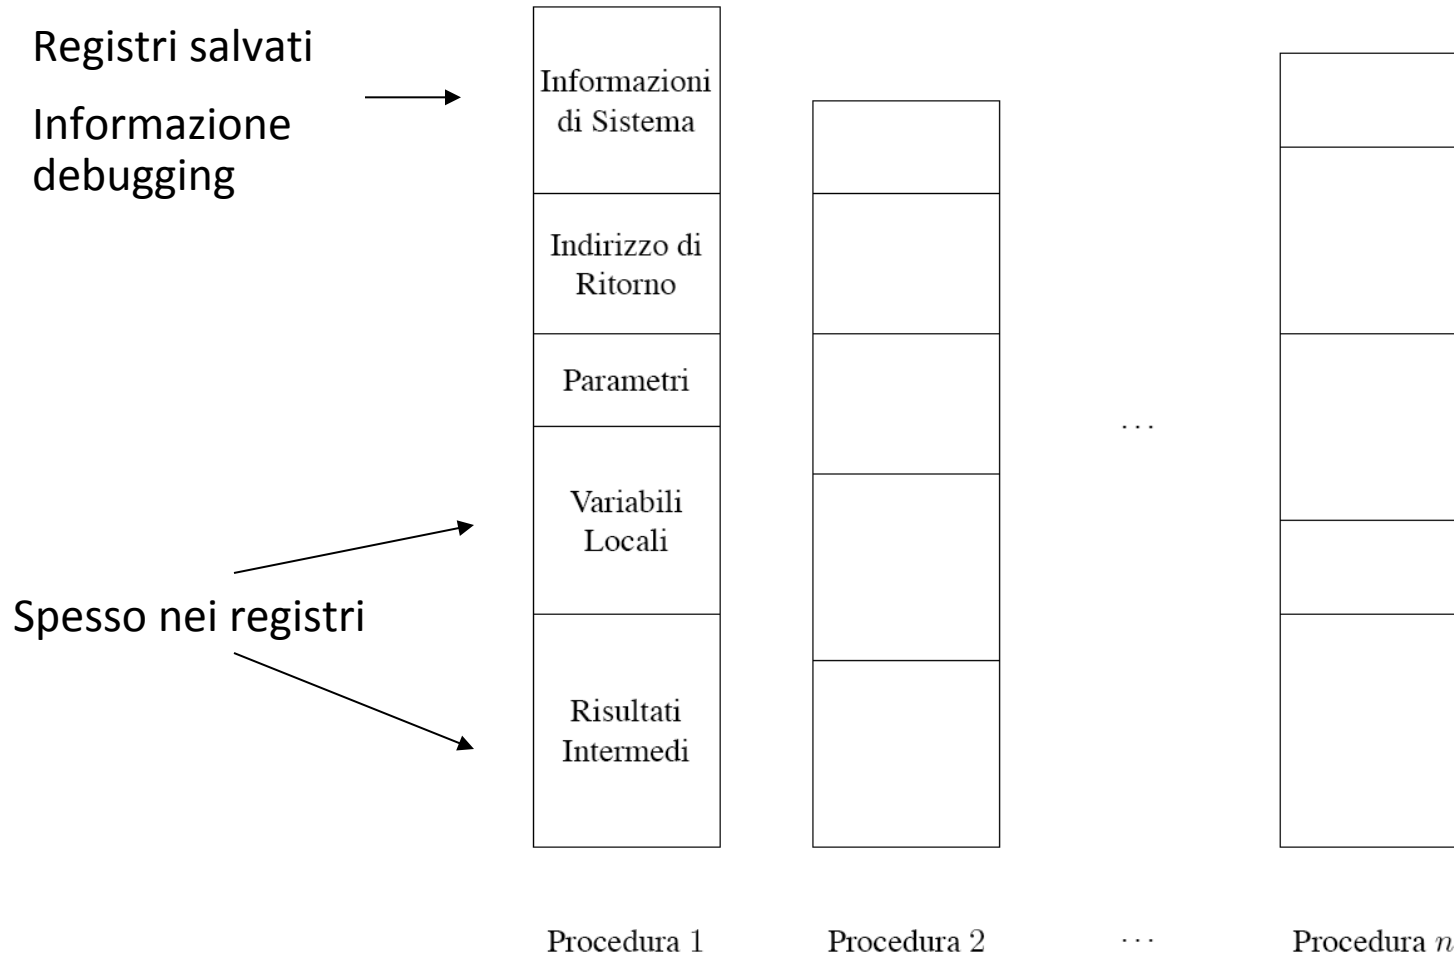 Registri salvati
Informazione
debugging
Informazioni
di Sistema
Indirizzo di
Ritorno
Parametri
Variabili
Locali
Spesso nei registri
Risultati
Intermedi
...
Procedura 1
Procedura 2
...
Procedura n